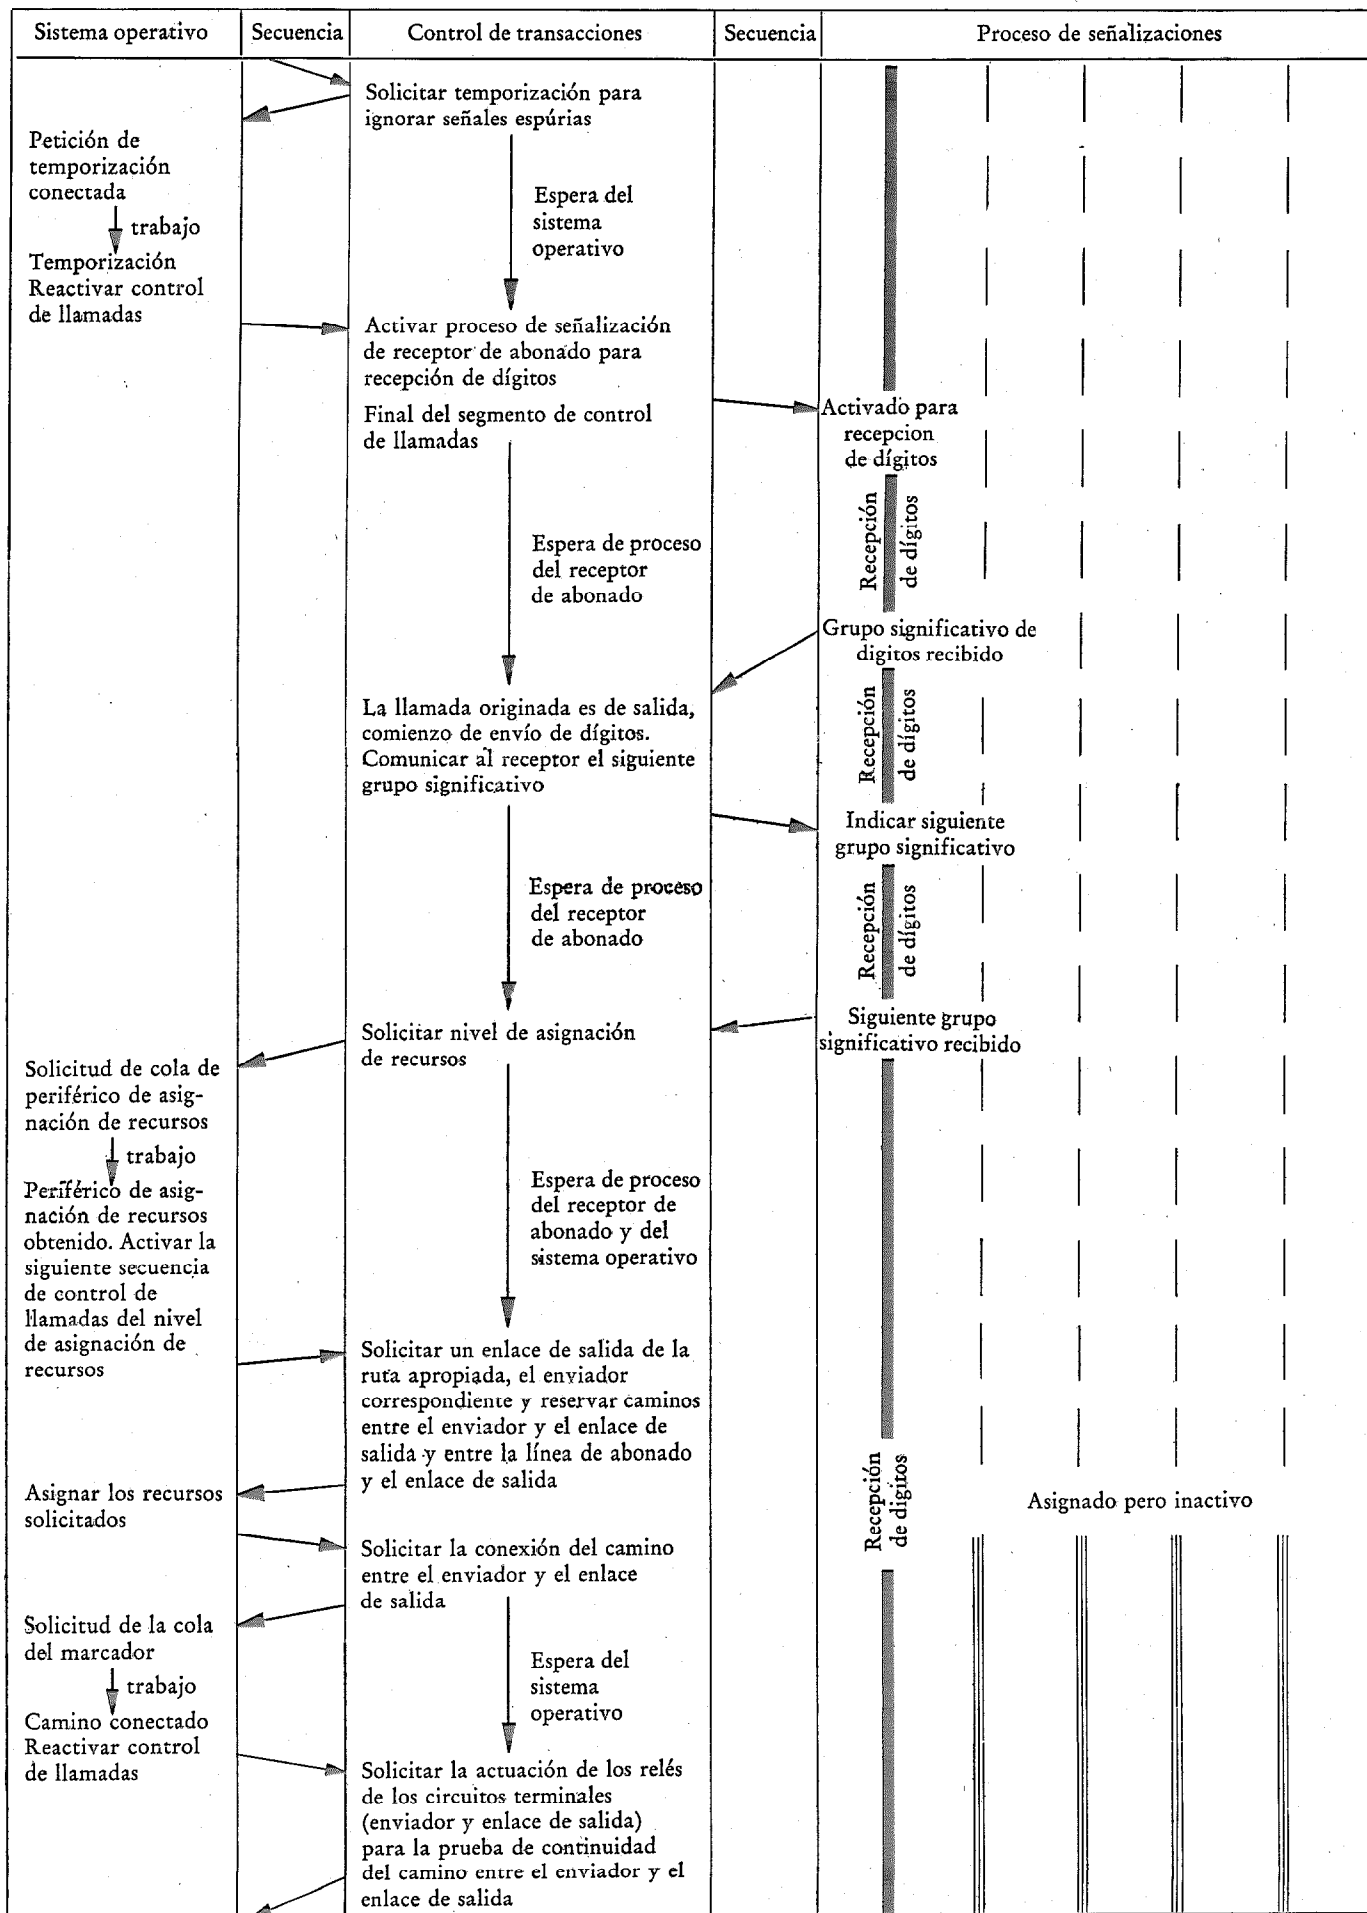 Sistema operativo
Secuencia
Control de transacciones
Secuencia
Proceso de señalizaciones
Solicitar temporización para
ignorar señales espúrias
Petición de
temporización
conectada
trabajo
Espera del
sistema
operativo
Temporización
Reactivar control
de llamadas
Activar proceso de señalización
de receptor de abonado para
recepción de dígitos
Final del segmento de control
de llamadas
Activado para
recepcion
de dígitos
Recepción
de dígitos
Espera de proceso
del receptor
de abonado
Grupo significativo de
digitos recibido
La llamada originada es de salida,
comienzo de envío de dígitos.
Comunicar al receptor el siguiente
grupo significativo
Recepción
de dígitos
Indicar siguiente
grupo significativo
Espera de proceso
del receptor
de abonado
Recepción
de dígitos
Siguiente grupo
significativo recibido
Solicitar nivel de asignación
de recursos
Solicitud de cola de
periférico de asig-
nación de recursos
trabajo
Periférico de asig-
nación de recursos
obtenido. Activar la
siguiente secuencia
de control de
llamadas del nivel
de asignación de
recursos
Espera de proceso
del receptor de
abonado y del
sistema operativo
Solicitar un enlace de salida de la
ruta apropiada, el enviador
correspondiente y reservar caminos
entre el enviador y el enlace de
salida y entre la línea de abonado
y el enlace de salida
Asignar los recursos
solicitados
Recepción
de digitos
Asignado pero inactivo
Solicitar la conexión del camino
entre el enviador y el enlace
de salida
Solicitud de la cola
del marcador
trabajo
Camino conectado
Reactivar control
de llamadas
Espera del
sistema
operativo
Solicitar la actuación de los relés
de los circuitos terminales
(enviador y enlace de salida)
para la prueba de continuidad
del camino entre el enviador y el
enlace de salida